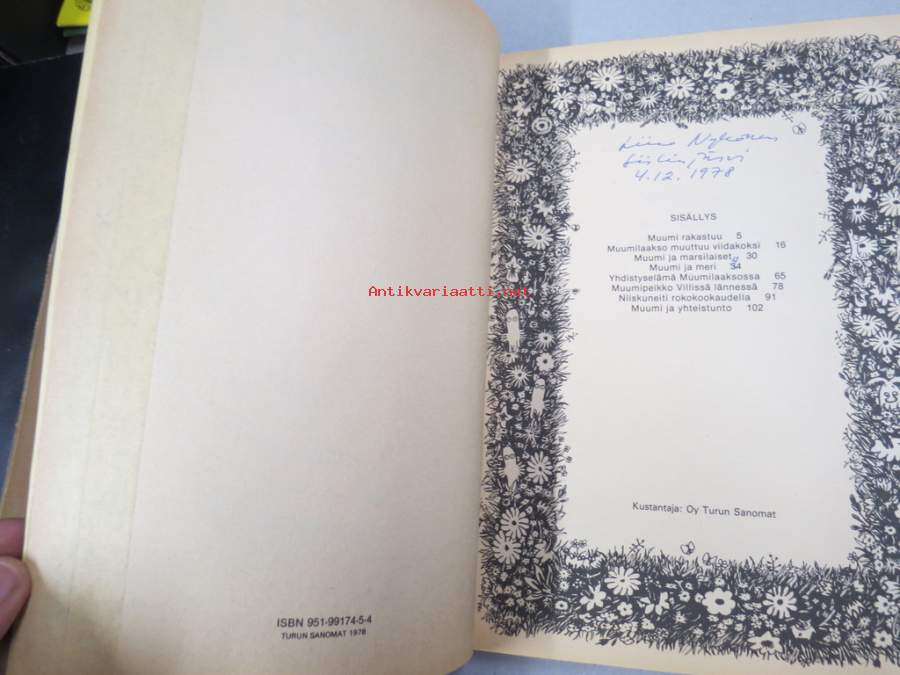 ISBN 951-99174-5-4
TURUN SANOMAT 1978
Antikvariaatti.net
4.12.1978
SISÄLLYS
Muumi rakastuu 5
Muumilaakso muuttuu viidakoksi 16
Muumi ja marsilaiset 30
Muumi ja meri 34
Yhdistyselämä Muumilaaksossa 65
Muumipeikko Villissä lännessä 78
Niiskuneiti rokokookaudella 91
Muumi ja yhteistunto 102
Kustantaja: Oy Turun Sanomat